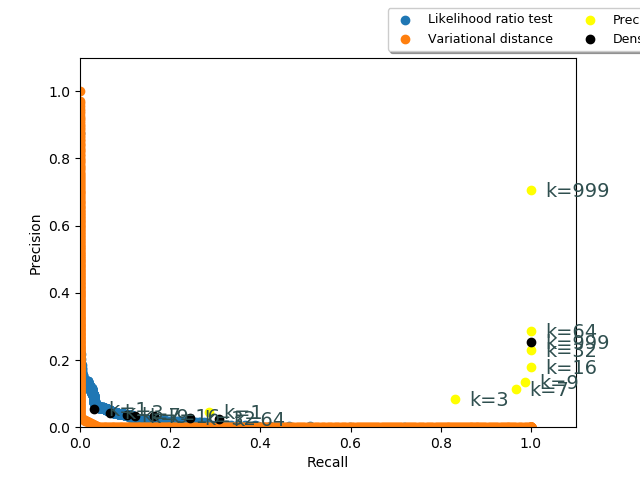 Likelihood ratio test
Variational distance
Prec
Dens
Precision
1.0
0.8
0.6
0.4
0.2
0.0
k=999
k=64
k=999
k=32
k=16
k=9
k=7
k=3
k=1
k=64
0.0
0.2
0.4
0.6
0.8
1.0
Recall